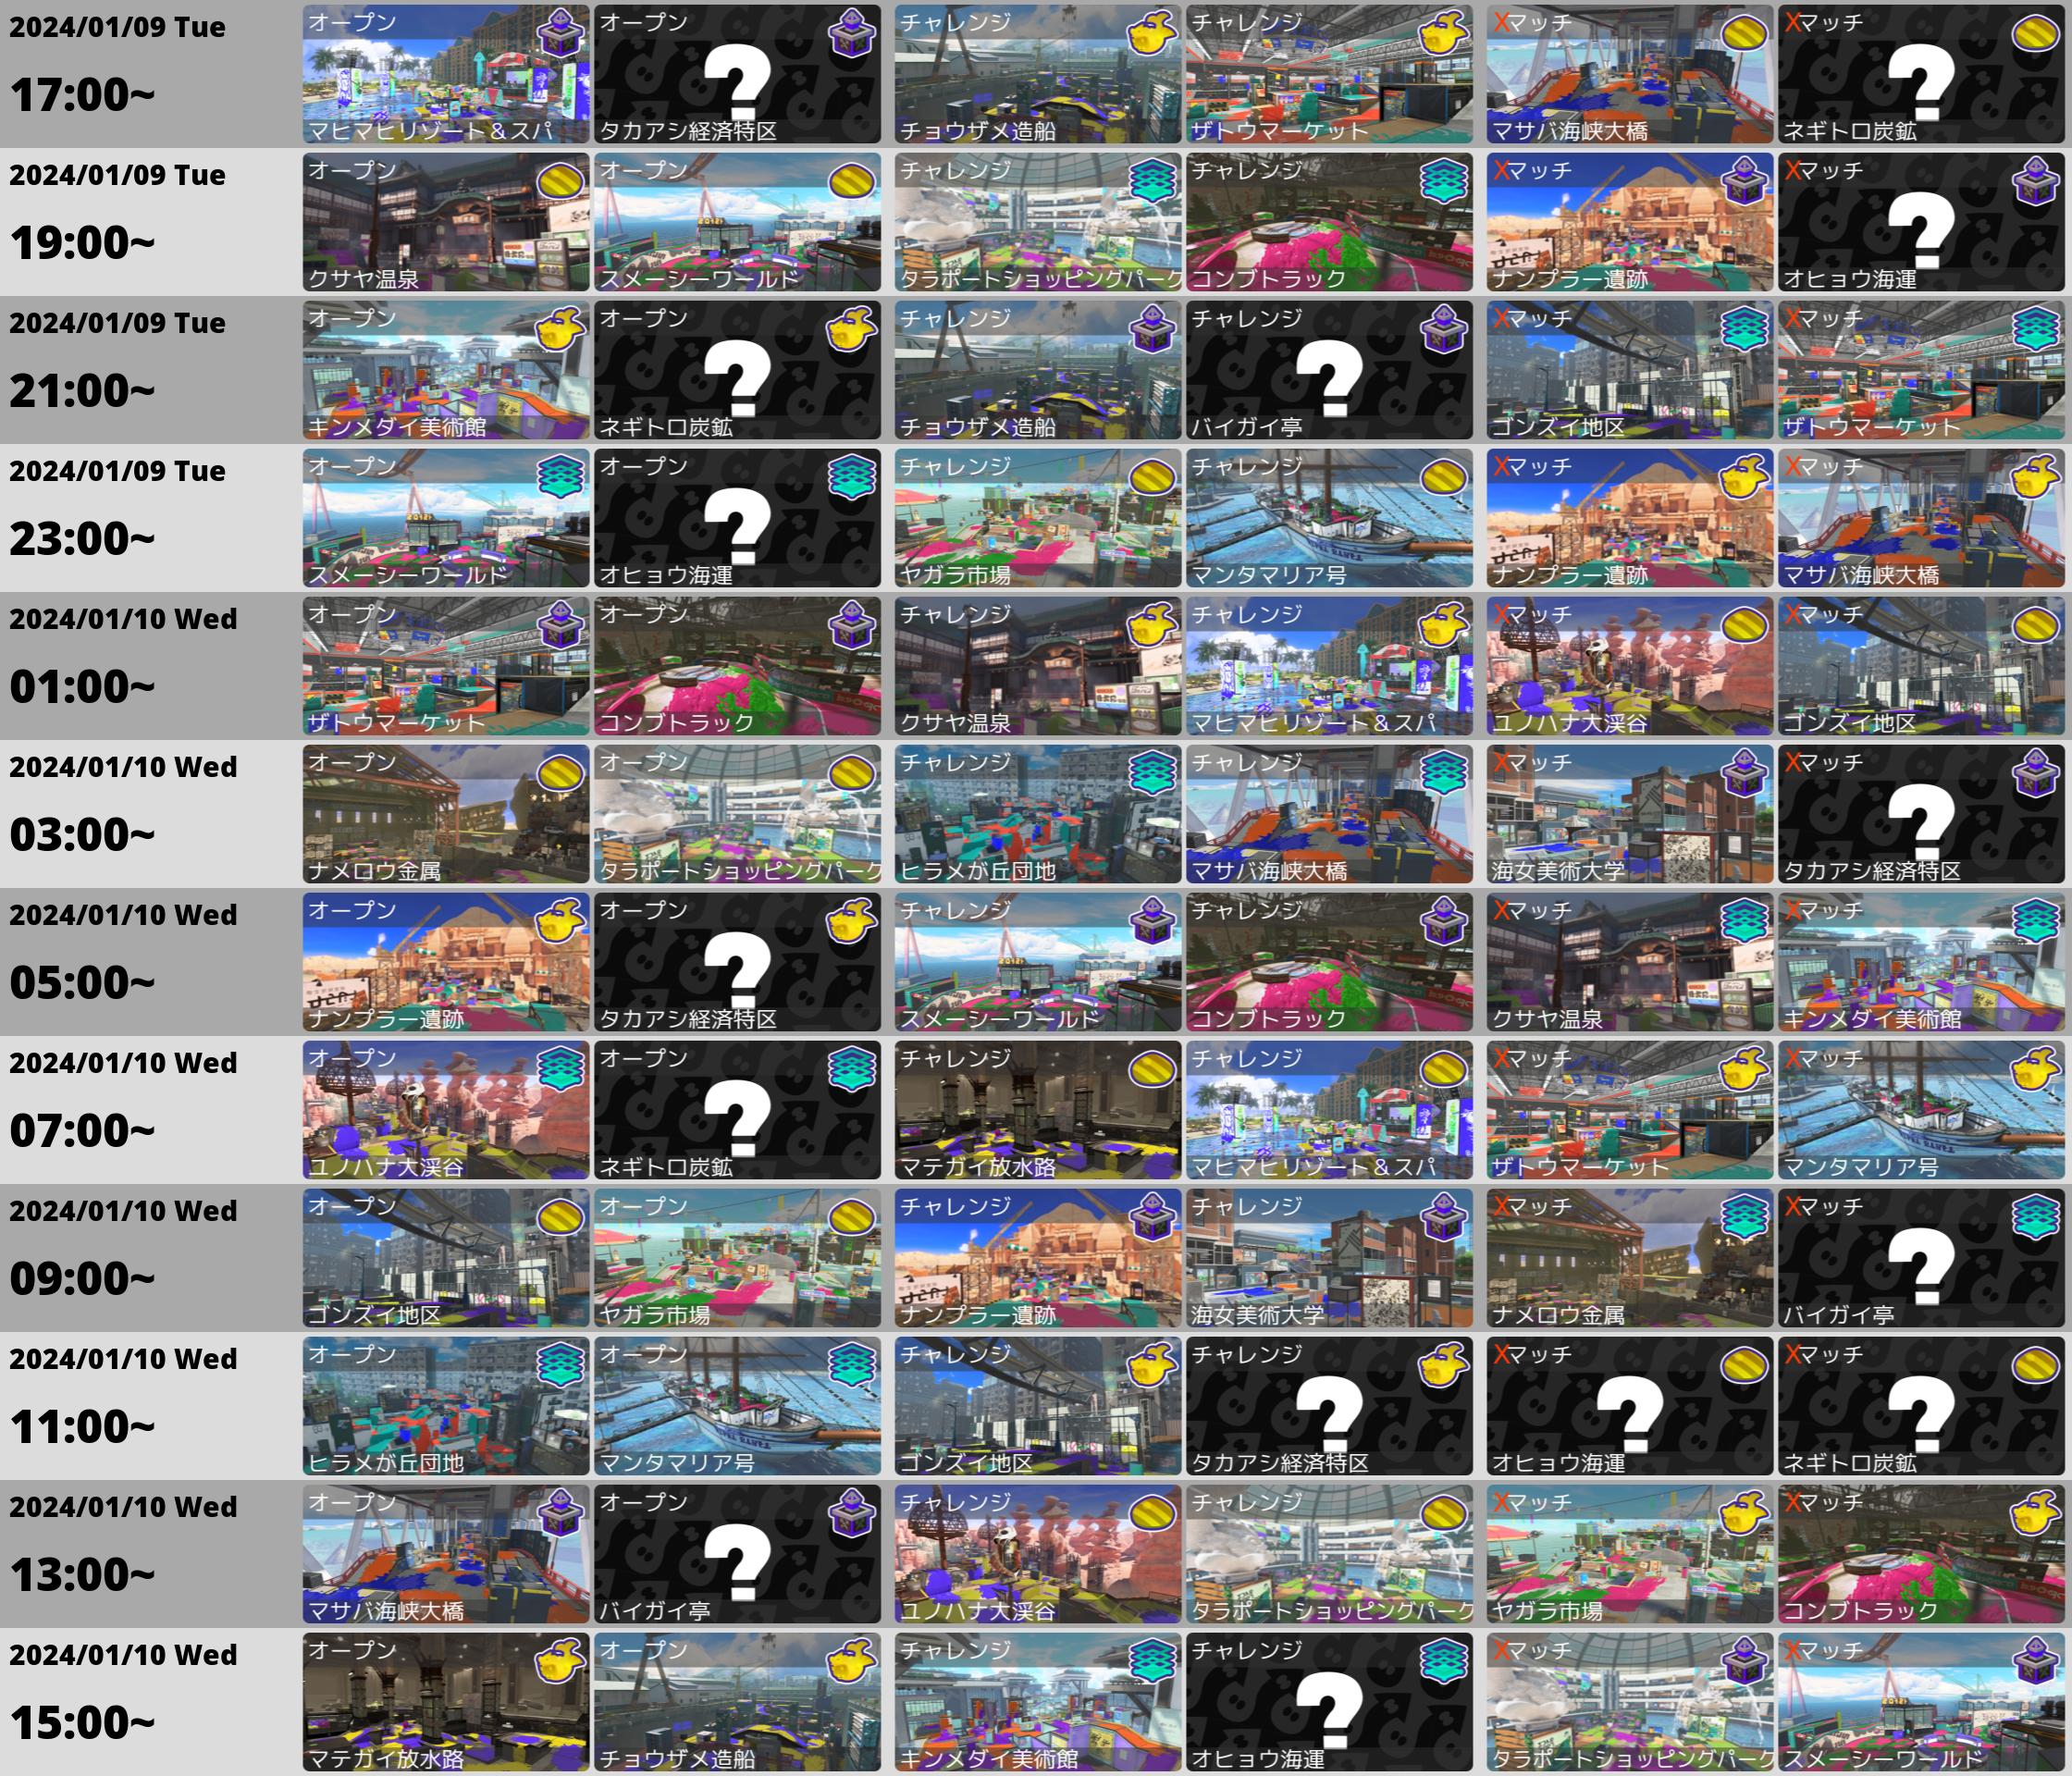 2024/01/09 Tue
17:00~
オープン オープン チャレンジ チャレンジ Xマッチ Xマッチ
マヒマヒリゾート＆スパ タカアシ経済特区 チョウザメ造船 ザトウマーケット マサバ海峡大橋 ネギトロ炭鉱
2024/01/09 Tue
19:00~
オープン オープン チャレンジ チャレンジ Xマッチ Xマッチ
クサヤ温泉 スメーシーワールド タラポートショッピングパーク コンブトラック ナンプラー遺跡 オヒョウ海運
2024/01/09 Tue
21:00~
オープン オープン チャレンジ チャレンジ Xマッチ Xマッチ
キンメダイ美術館 ネギトロ炭鉱 チョウザメ造船 バイガイ亭 ゴンズイ地区 ザトウマーケット
2024/01/09 Tue
23:00~
オープン オープン チャレンジ チャレンジ Xマッチ Xマッチ
スメーシーワールド オヒョウ海運 ヤガラ市場 マンタマリア号 ナンプラー遺跡 マサバ海峡大橋
2024/01/10 Wed
01:00~
オープン オープン チャレンジ チャレンジ Xマッチ Xマッチ
ザトウマーケット コンブトラック クサヤ温泉 マヒマヒリゾート＆スパ ユノハナ大渓谷 ゴンズイ地区
2024/01/10 Wed
03:00~
オープン オープン チャレンジ チャレンジ Xマッチ Xマッチ
ナメロウ金属 タラポートショッピングパーク ヒラメが丘団地 マサバ海峡大橋 海女美術大学 タカアシ経済特区
2024/01/10 Wed
05:00~
オープン オープン チャレンジ チャレンジ Xマッチ Xマッチ
ナンプラー遺跡 タカアシ経済特区 スメーシーワールド コンブトラック クサヤ温泉 キンメダイ美術館
2024/01/10 Wed
07:00~
オープン オープン チャレンジ チャレンジ Xマッチ Xマッチ
ユノハナ大渓谷 ネギトロ炭鉱 マテガイ放水路 マヒマヒリゾート＆スパ ザトウマーケット マンタマリア号
2024/01/10 Wed
09:00~
オープン オープン チャレンジ チャレンジ Xマッチ Xマッチ
ゴンズイ地区 ヤガラ市場 ナンプラー遺跡 海女美術大学 ナメロウ金属 バイガイ亭
2024/01/10 Wed
11:00~
オープン オープン チャレンジ チャレンジ Xマッチ Xマッチ
ヒラメが丘団地 マンタマリア号 ゴンズイ地区 タカアシ経済特区 オヒョウ海運 ネギトロ炭鉱
2024/01/10 Wed
13:00~
オープン オープン チャレンジ チャレンジ Xマッチ Xマッチ
マサバ海峡大橋 バイガイ亭 ユノハナ大渓谷 タラポートショッピングパーク ヤガラ市場 コンブトラック
2024/01/10 Wed
15:00~
オープン オープン チャレンジ チャレンジ Xマッチ Xマッチ
マテガイ放水路 チョウザメ造船 キンメダイ美術館 オヒョウ海運 タラポートショッピングパーク スメーシーワールド